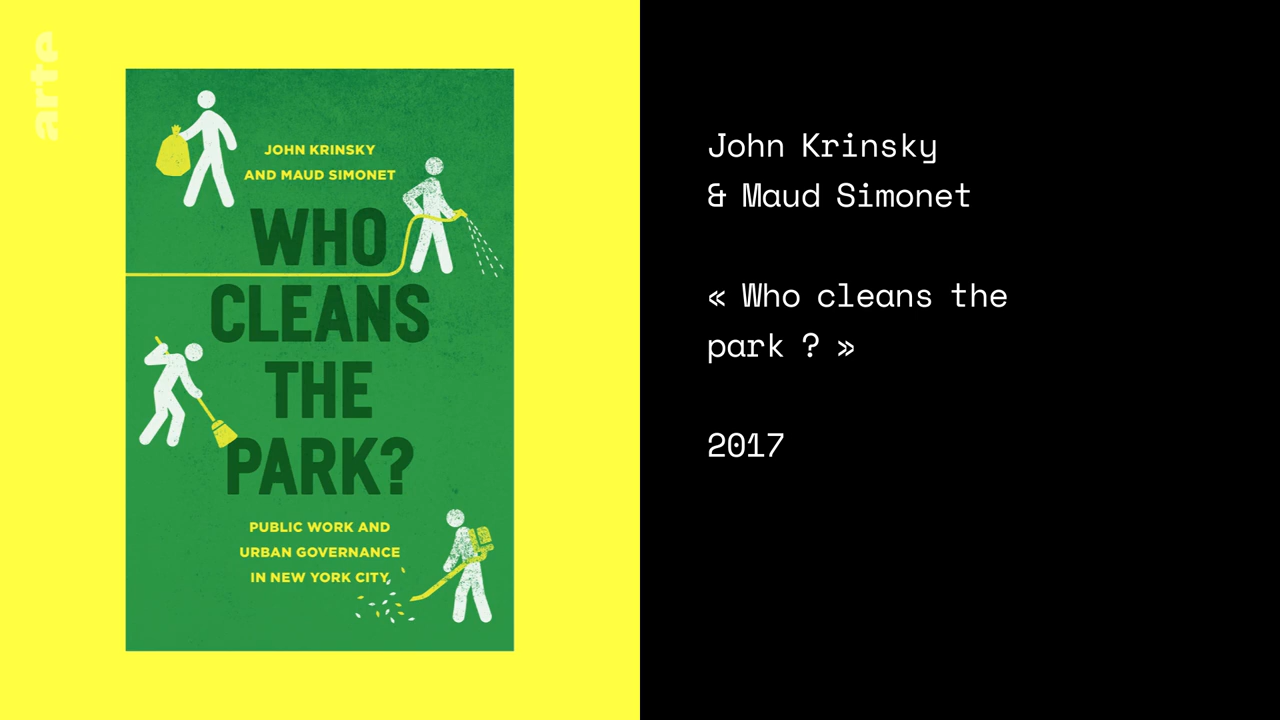 arte
JOHN KRINSKY
AND MAUD SIMONET
WHO
CLEANS
THE
PARK?
PUBLIC WORK AND
URBAN GOVERNANCE
IN NEW YORK CITY
John Krinsky
& Maud Simonet
« Who cleans the
park ? »
2017